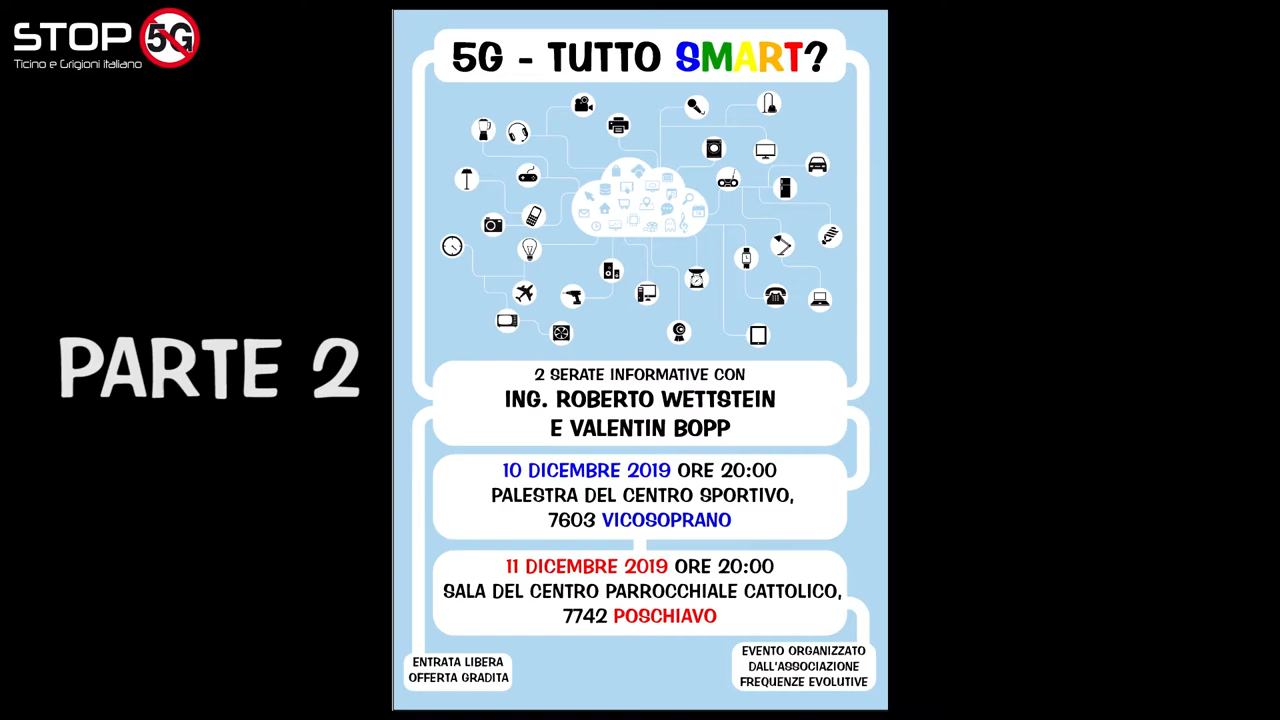 STOP 5G
Ticino e Grigioni italiano
5G - TUTTO SMART?
PARTE 2
2 SERATE INFORMATIVE CON
ING. ROBERTO WETTSTEIN
E VALENTIN BOPP
10 DICEMBRE 2019 ORE 20:00
PALESTRA DEL CENTRO SPORTIVO,
7603 VICOSOPRANO
11 DICEMBRE 2019 ORE 20:00
SALA DEL CENTRO PARROCCHIALE CATTOLICO,
7742 POSCHIAVO
ENTRATA LIBERA
OFFERTA GRADITA
EVENTO ORGANIZZATO
DALL'ASSOCIAZIONE
FREQUENZE EVOLUTIVE